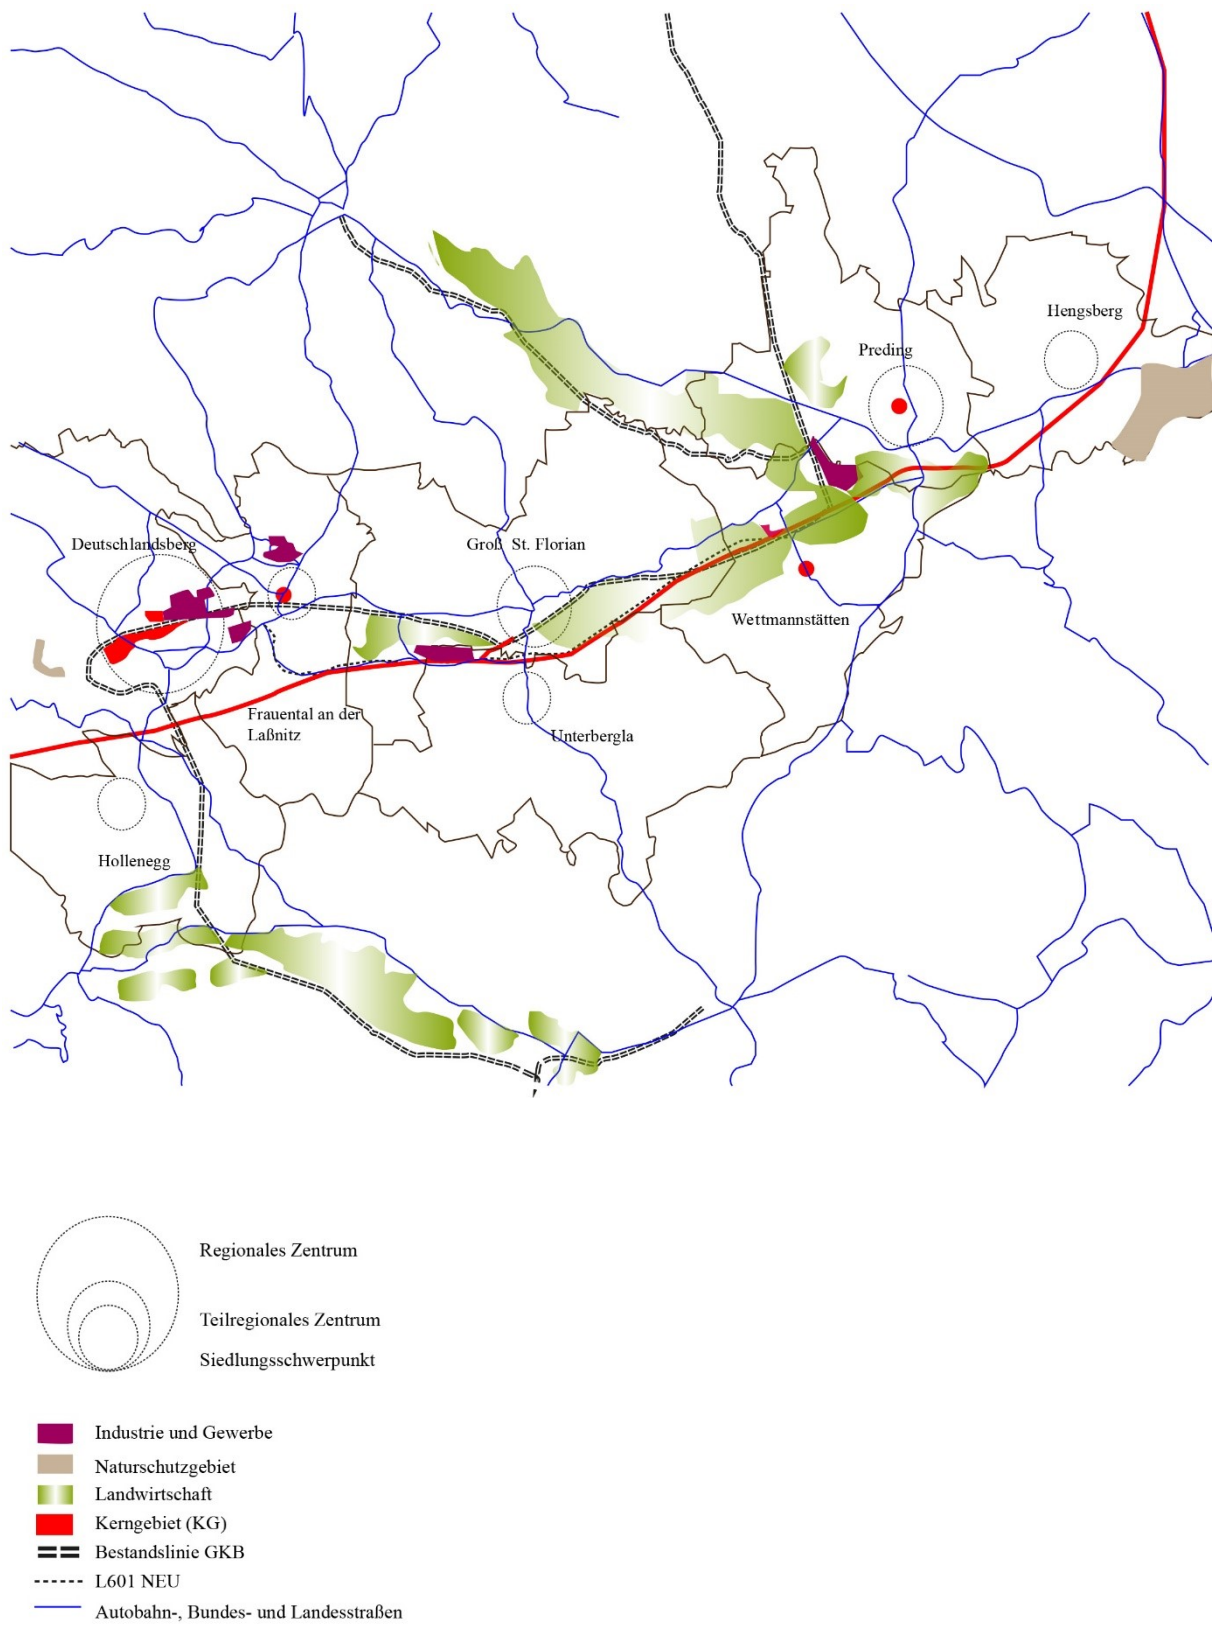 Hengsberg
Preding
Deutschlandsberg
Groß St. Florian
Wettmannstätten
Frauental an der
Laßnitz
Unterbergla
Hollenegg
Regionales Zentrum
Teilregionales Zentrum
Siedlungsschwerpunkt
Industrie und Gewerbe
Naturschutzgebiet
Landwirtschaft
Kerngebiet (KG)
Bestandslinie GKB
L601 NEU
Autobahn-, Bundes- und Landesstraßen